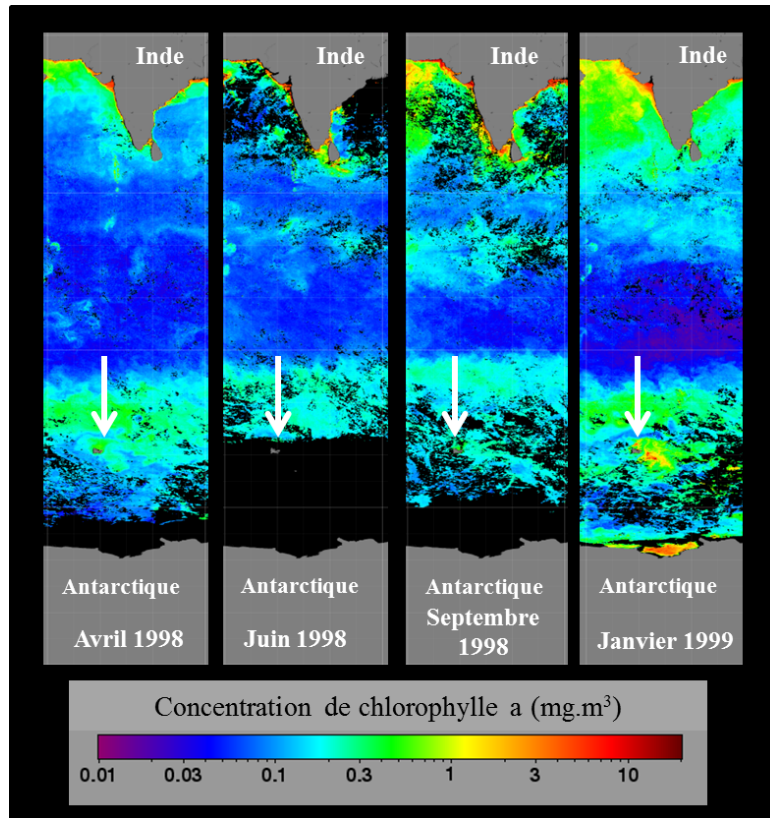 Inde
Inde
Inde
Inde
Antarctique
Avril 1998
Antarctique
Juin 1998
Antarctique
Septembre
1998
Antarctique
Janvier 1999
Concentration de chlorophylle a (mg.m³)
0.01 0.03 0.1 0.3 1 3 10